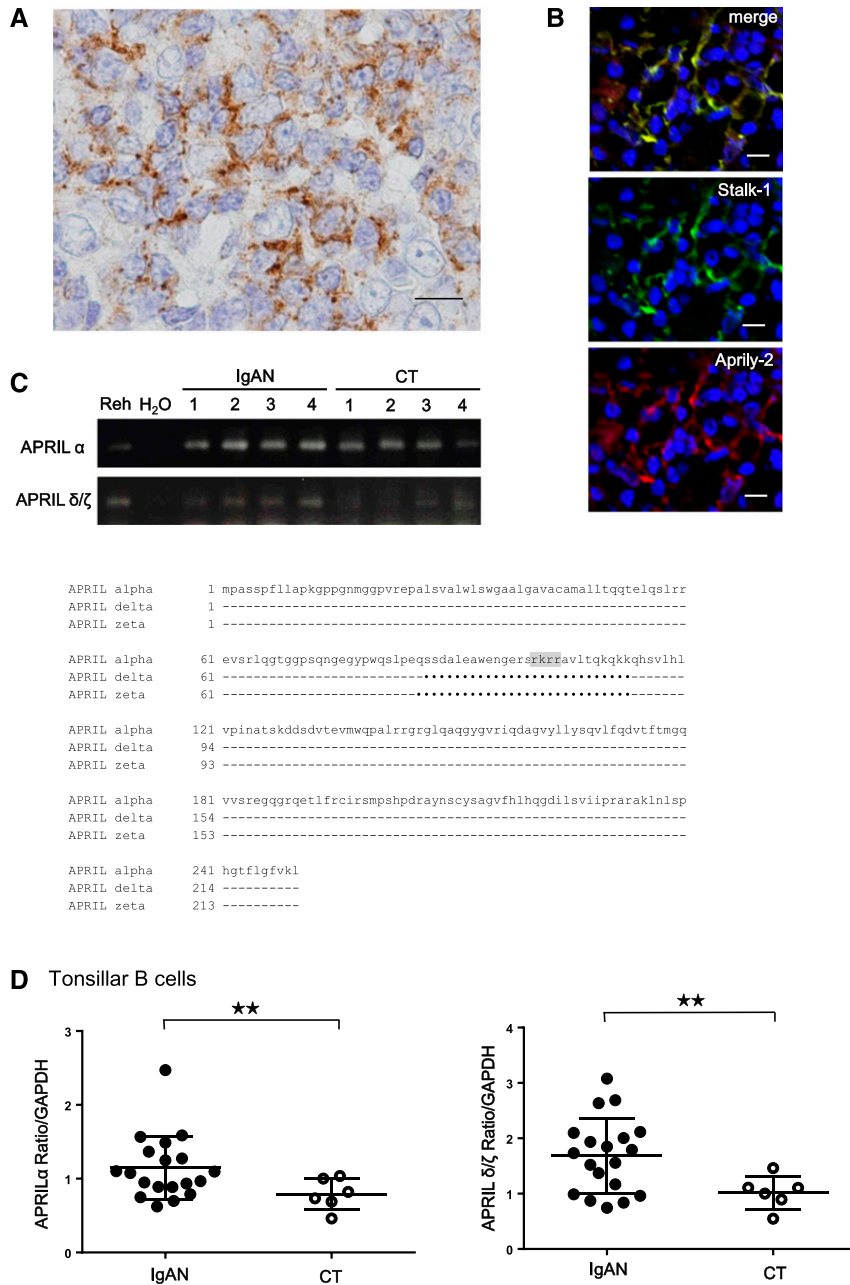 A
B
merge
Stalk-1
Aprily-2
C
IgAN CT
Reh H₂O 1 2 3 4 1 2 3 4
APRIL α
APRIL δ/ζ
APRIL alpha 1 mpasspfllapkgppgnmggpvrepalsvalwlswgaalgavacamalltqqtelqslrr
APRIL delta 1 ------------------------------------------------------------
APRIL zeta 1 ------------------------------------------------------------
APRIL alpha 61 evsrlqgtggpsqngegypwqslpeqssdaleawengersrkrravltqkqkkqhsvlhl
APRIL delta 61 --------------------------•••••••••••••••••••••••••••-------
APRIL zeta 61 -------------------------••••••••••••••••••••••••••••-------
APRIL alpha 121 vpinatskddsdvtevmwqpalrrgrglqaqgygvriqdagvyllysqvlfqdvtftmgq
APRIL delta 94 ------------------------------------------------------------
APRIL zeta 93 ------------------------------------------------------------
APRIL alpha 181 vvsregqgrqetlfrcirsmpshpdraynscysagvfhlhqgdilsviipraraklnlsp
APRIL delta 154 ------------------------------------------------------------
APRIL zeta 153 ------------------------------------------------------------
APRIL alpha 241 hgtflgfvkl
APRIL delta 214 ----------
APRIL zeta 213 ----------
D Tonsillar B cells
★★
APRILα Ratio/GAPDH
3
2
1
0
IgAN CT
★★
APRIL δ/ζ Ratio/GAPDH
4
3
2
1
0
IgAN CT